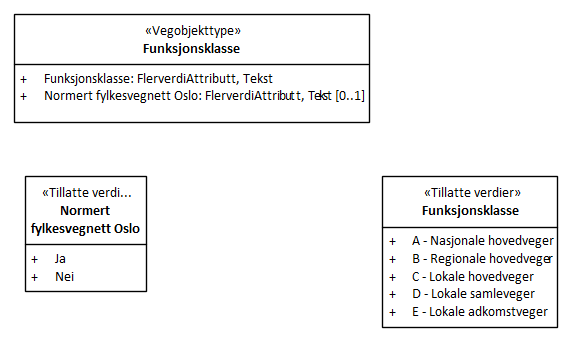 «Vegobjekttype»
Funksjonsklasse
+ Funksjonsklasse: FlerverdiAttributt, Tekst
+ Normert fylkesvegnett Oslo: FlerverdiAttributt, Tekst [0..1]
«Tillatte verdi...
Normert
fylkesvegnett Oslo
+ Ja
+ Nei
«Tillatte verdier»
Funksjonsklasse
+ A - Nasjonale hovedveger
+ B - Regionale hovedveger
+ C - Lokale hovedveger
+ D - Lokale samleveger
+ E - Lokale adkomstveger